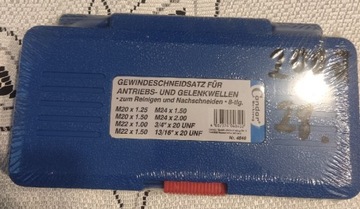 GEWINDESCHNEIDSATZ FÜR
ANTRIEBS- UND GELENKWELLEN
• zum Reinigen und Nachschneiden • 8-tlg.
M20 x 1.25 M24 x 1.50
M20 x 1.50 M24 x 2.00
M22 x 1.00 3/4" x 20 UNF
M22 x 1.50 13/16" x 20 UNF